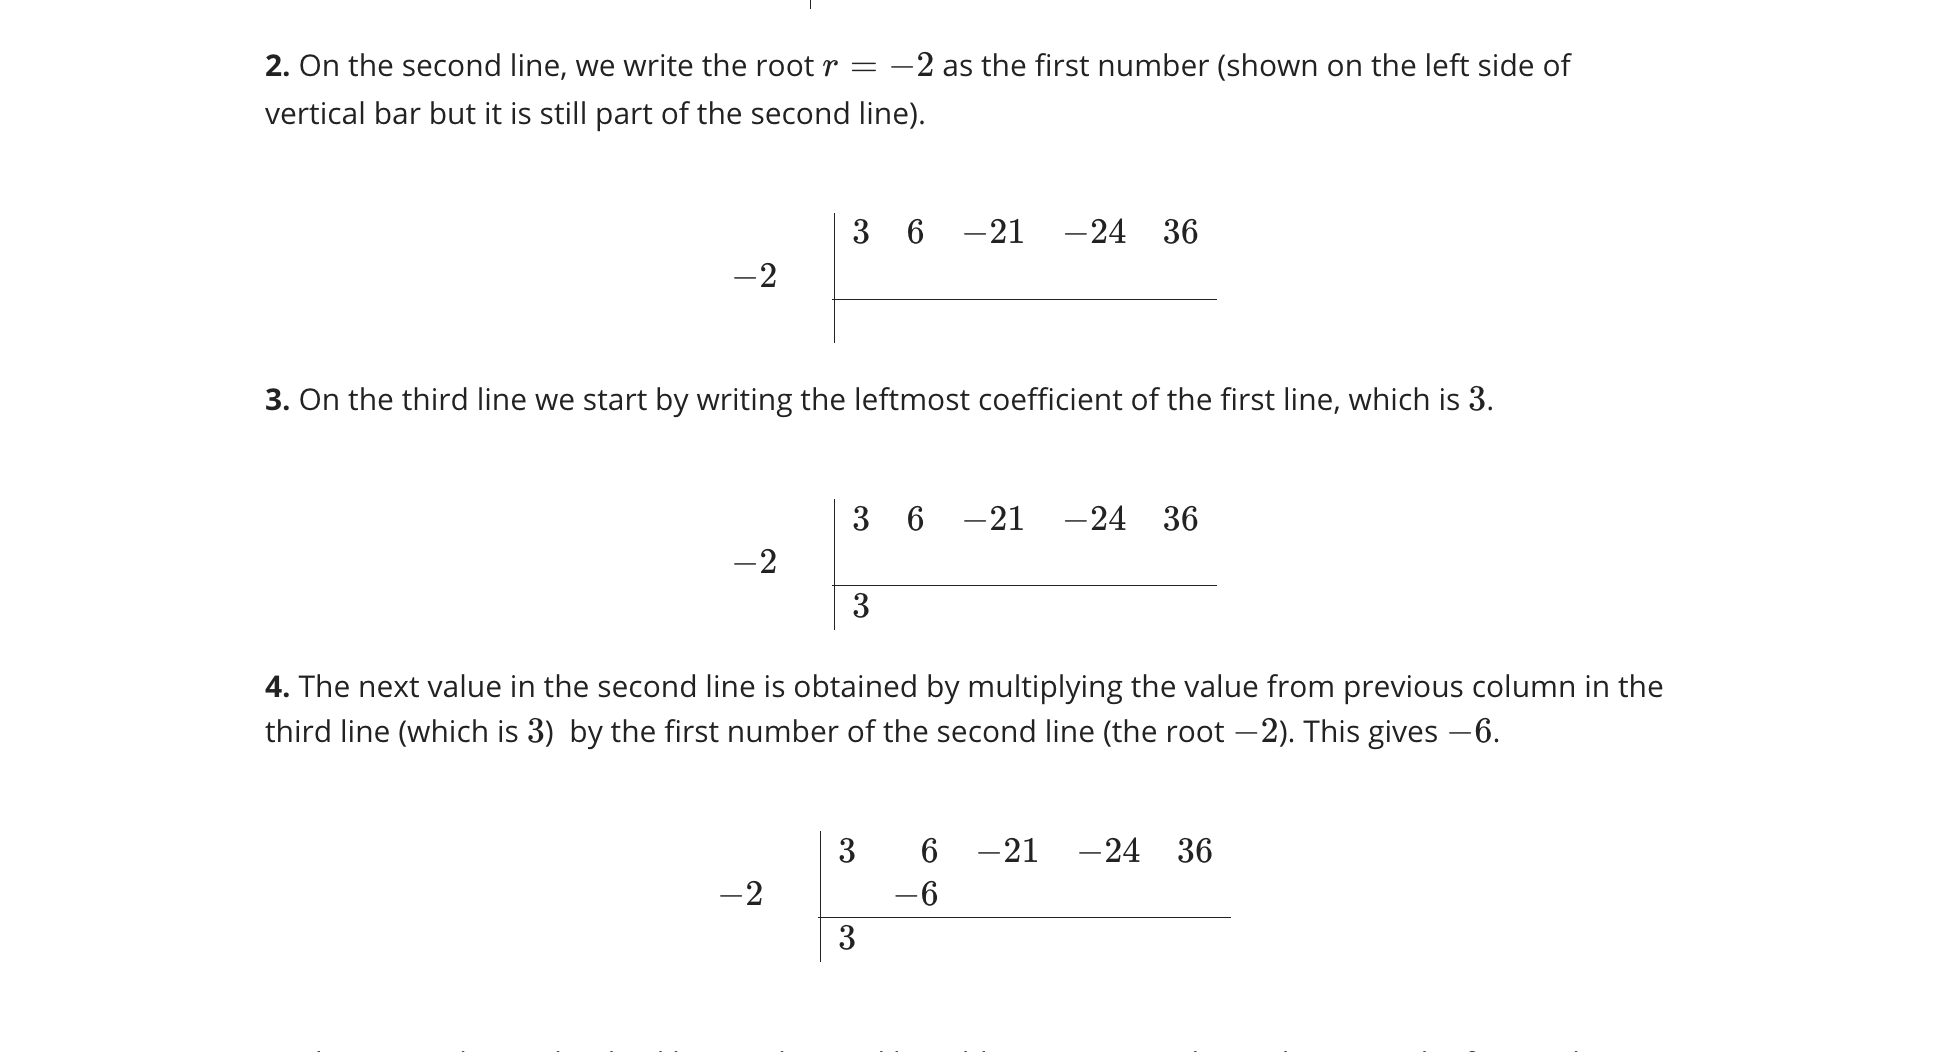 2. On the second line, we write the root r = −2 as the first number (shown on the left side of
vertical bar but it is still part of the second line).
3 6 −21 −24 36
−2
3. On the third line we start by writing the leftmost coefficient of the first line, which is 3.
3 6 −21 −24 36
−2
3
4. The next value in the second line is obtained by multiplying the value from previous column in the
third line (which is 3) by the first number of the second line (the root −2). This gives −6.
3 6 −21 −24 36
−2 −6
3